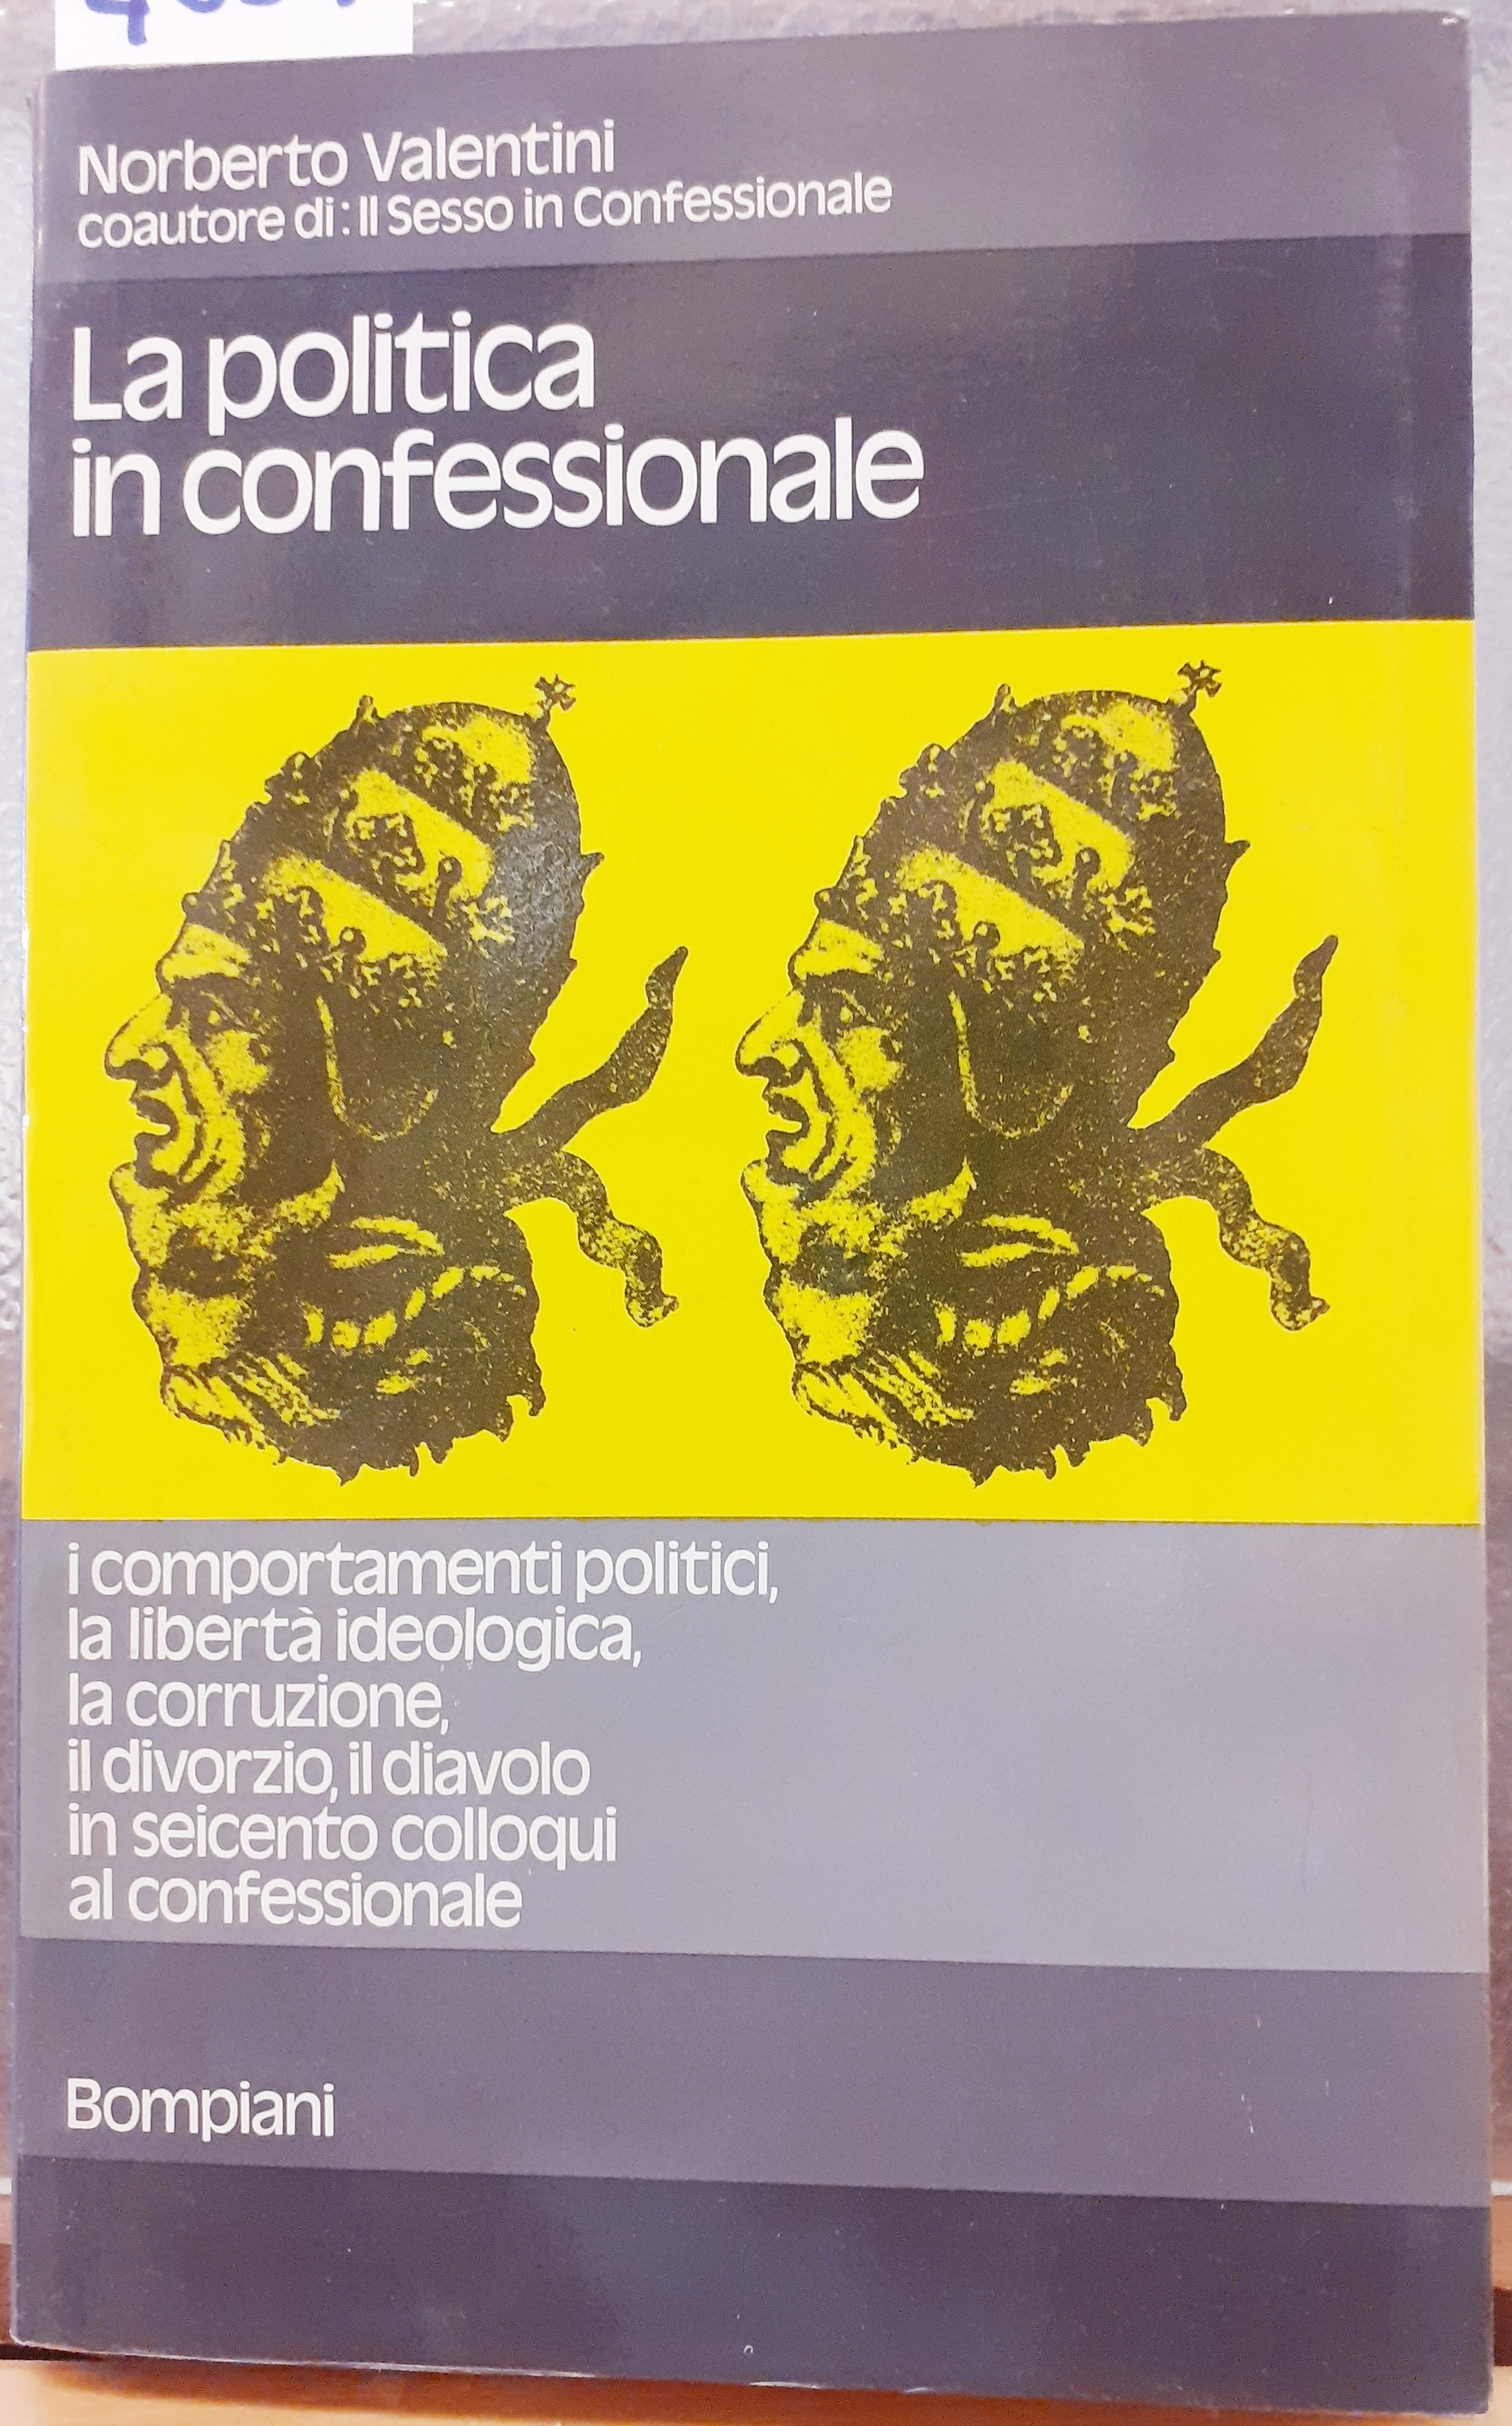 Norberto Valentini
coautore di: Il Sesso in Confessionale
La politica
in confessionale
i comportamenti politici,
la libertà ideologica,
la corruzione,
il divorzio, il diavolo
in seicento colloqui
al confessionale
Bompiani